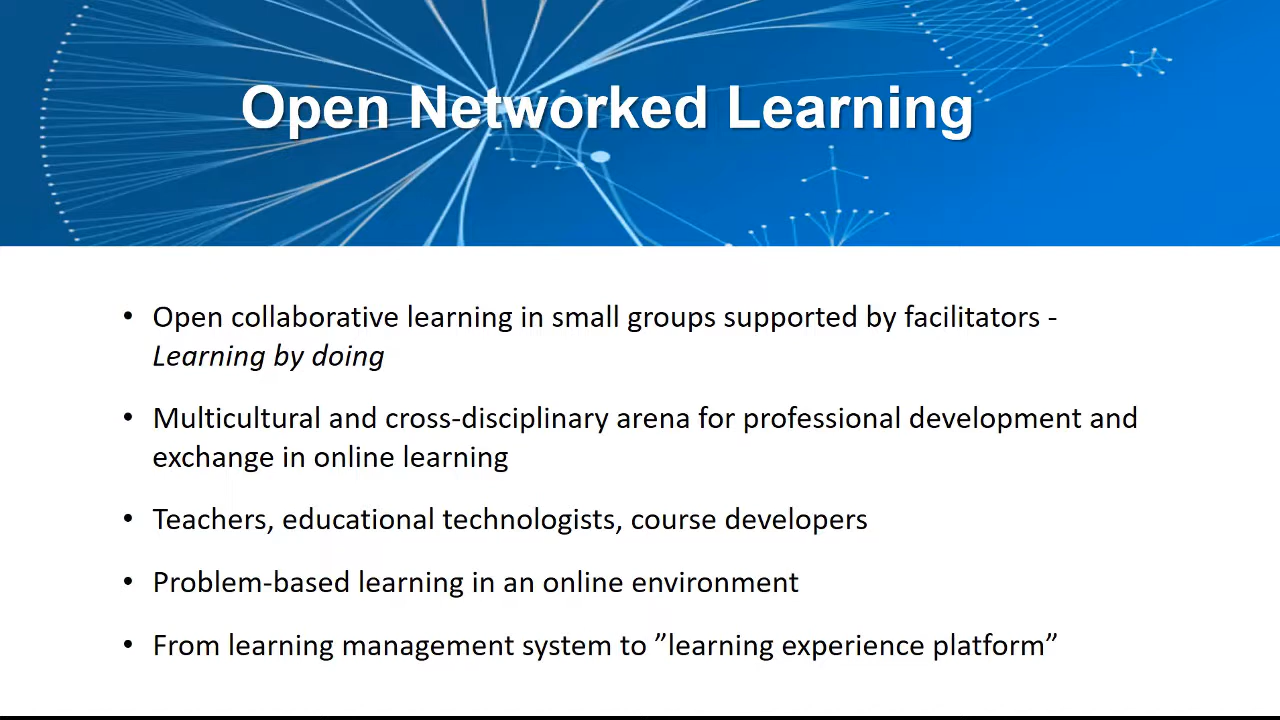 Open Networked Learning
• Open collaborative learning in small groups supported by facilitators -
Learning by doing
• Multicultural and cross-disciplinary arena for professional development and
exchange in online learning
• Teachers, educational technologists, course developers
• Problem-based learning in an online environment
• From learning management system to ”learning experience platform”